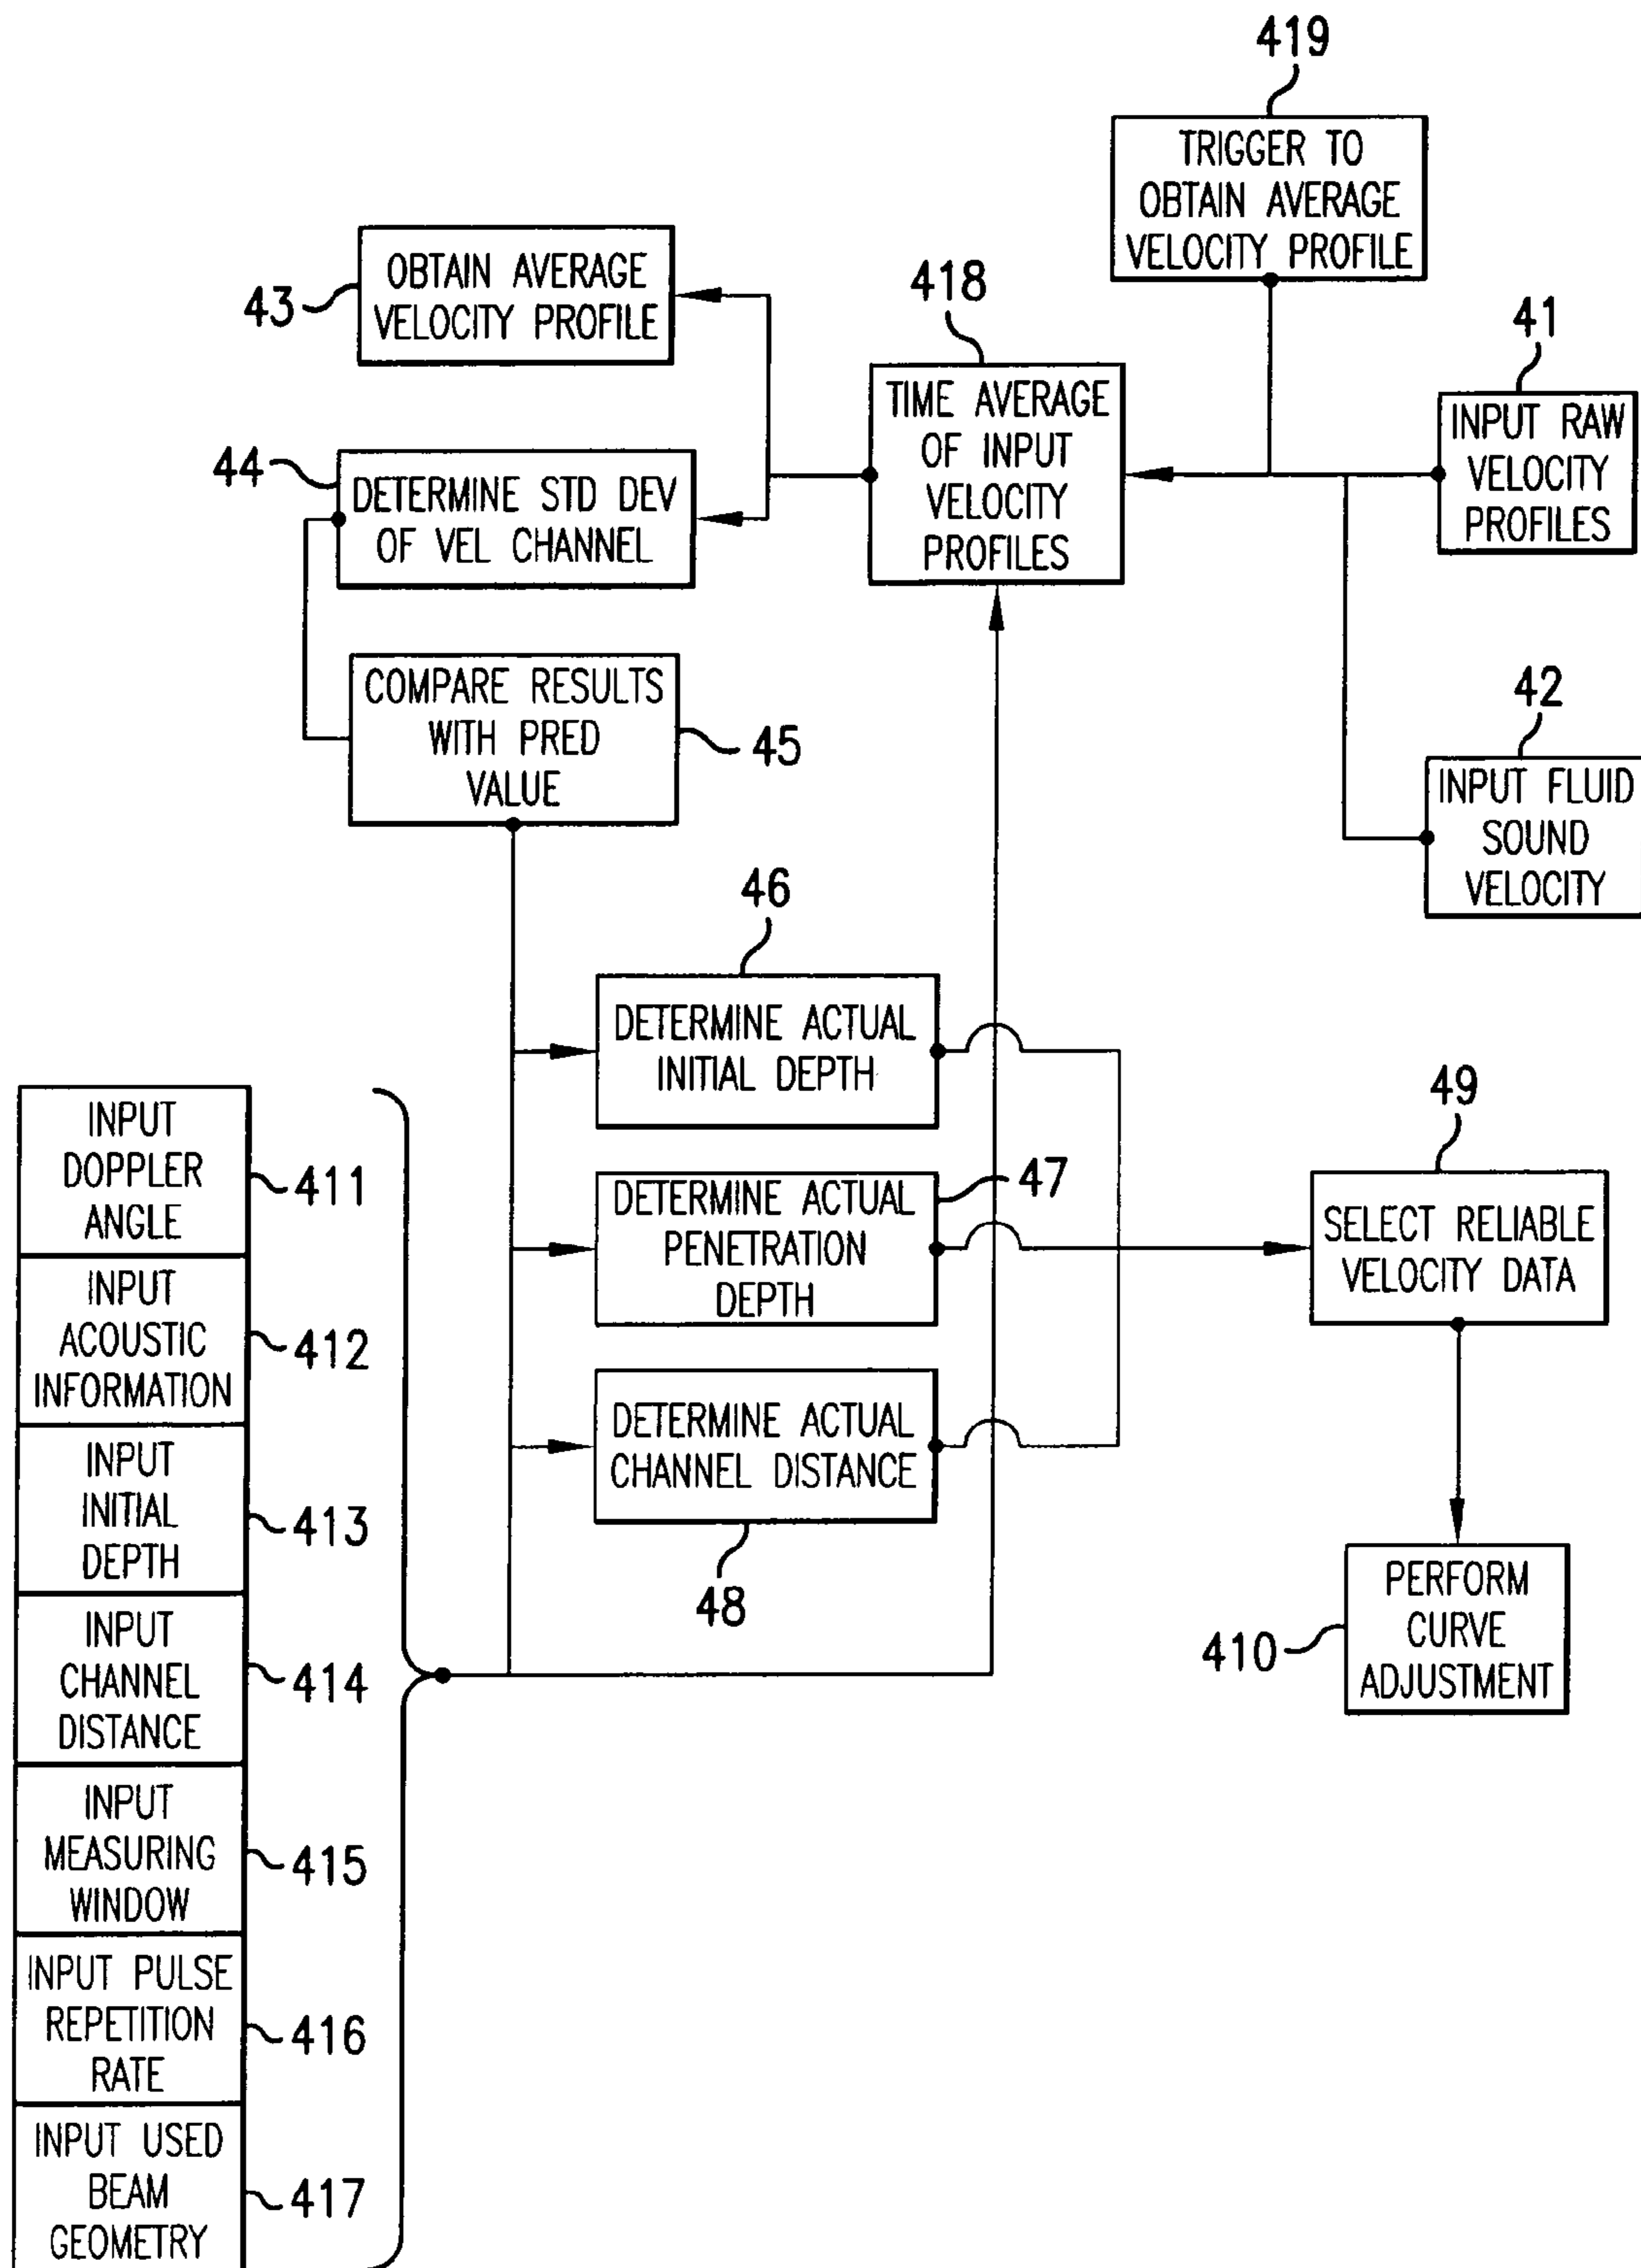 419
TRIGGER TO
OBTAIN AVERAGE
VELOCITY PROFILE
43
OBTAIN AVERAGE
VELOCITY PROFILE
418
TIME AVERAGE
OF INPUT
VELOCITY
PROFILES
41
INPUT RAW
VELOCITY
PROFILES
44
DETERMINE STD DEV
OF VEL CHANNEL
COMPARE RESULTS
WITH PRED
VALUE
45
42
INPUT FLUID
SOUND
VELOCITY
46
DETERMINE ACTUAL
INITIAL DEPTH
DETERMINE ACTUAL
PENETRATION
DEPTH
47
DETERMINE ACTUAL
CHANNEL DISTANCE
48
49
SELECT RELIABLE
VELOCITY DATA
410
PERFORM
CURVE
ADJUSTMENT
INPUT
DOPPLER
ANGLE
411
INPUT
ACOUSTIC
INFORMATION
412
INPUT
INITIAL
DEPTH
413
INPUT
CHANNEL
DISTANCE
414
INPUT
MEASURING
WINDOW
415
INPUT PULSE
REPETITION
RATE
416
INPUT USED
BEAM
GEOMETRY
417